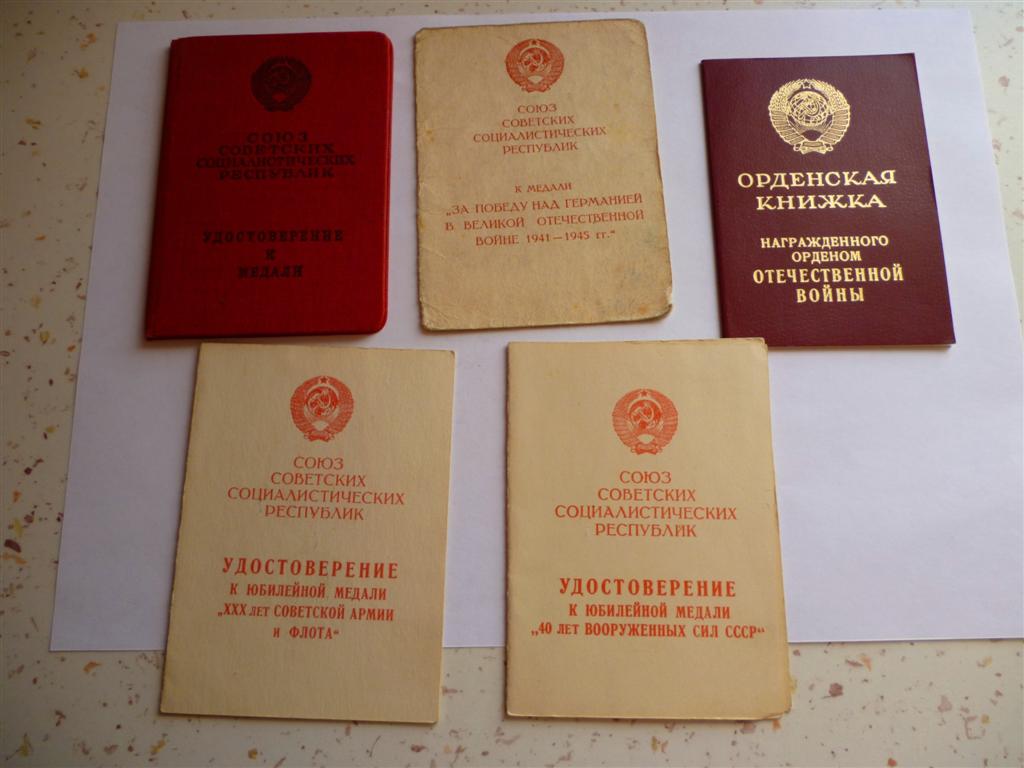 СОЮЗ
СОВЕТСКИХ
СОЦИАЛИСТИЧЕСКИХ
РЕСПУБЛИК
УДОСТОВЕРЕНИЕ
К
МЕДАЛИ
СОЮЗ
СОВЕТСКИХ
СОЦИАЛИСТИЧЕСКИХ
РЕСПУБЛИК
К МЕДАЛИ
„ЗА ПОБЕДУ НАД ГЕРМАНИЕЙ
В ВЕЛИКОЙ ОТЕЧЕСТВЕННОЙ
ВОЙНЕ 1941—1945 гг.“
ОРДЕНСКАЯ
КНИЖКА
НАГРАЖДЕННОГО
ОРДЕНОМ
ОТЕЧЕСТВЕННОЙ
ВОЙНЫ
СОЮЗ
СОВЕТСКИХ
СОЦИАЛИСТИЧЕСКИХ
РЕСПУБЛИК
УДОСТОВЕРЕНИЕ
К ЮБИЛЕЙНОЙ МЕДАЛИ
„XXX ЛЕТ СОВЕТСКОЙ АРМИИ
И ФЛОТА“
СОЮЗ
СОВЕТСКИХ
СОЦИАЛИСТИЧЕСКИХ
РЕСПУБЛИК
УДОСТОВЕРЕНИЕ
К ЮБИЛЕЙНОЙ МЕДАЛИ
„40 ЛЕТ ВООРУЖЕННЫХ СИЛ СССР“